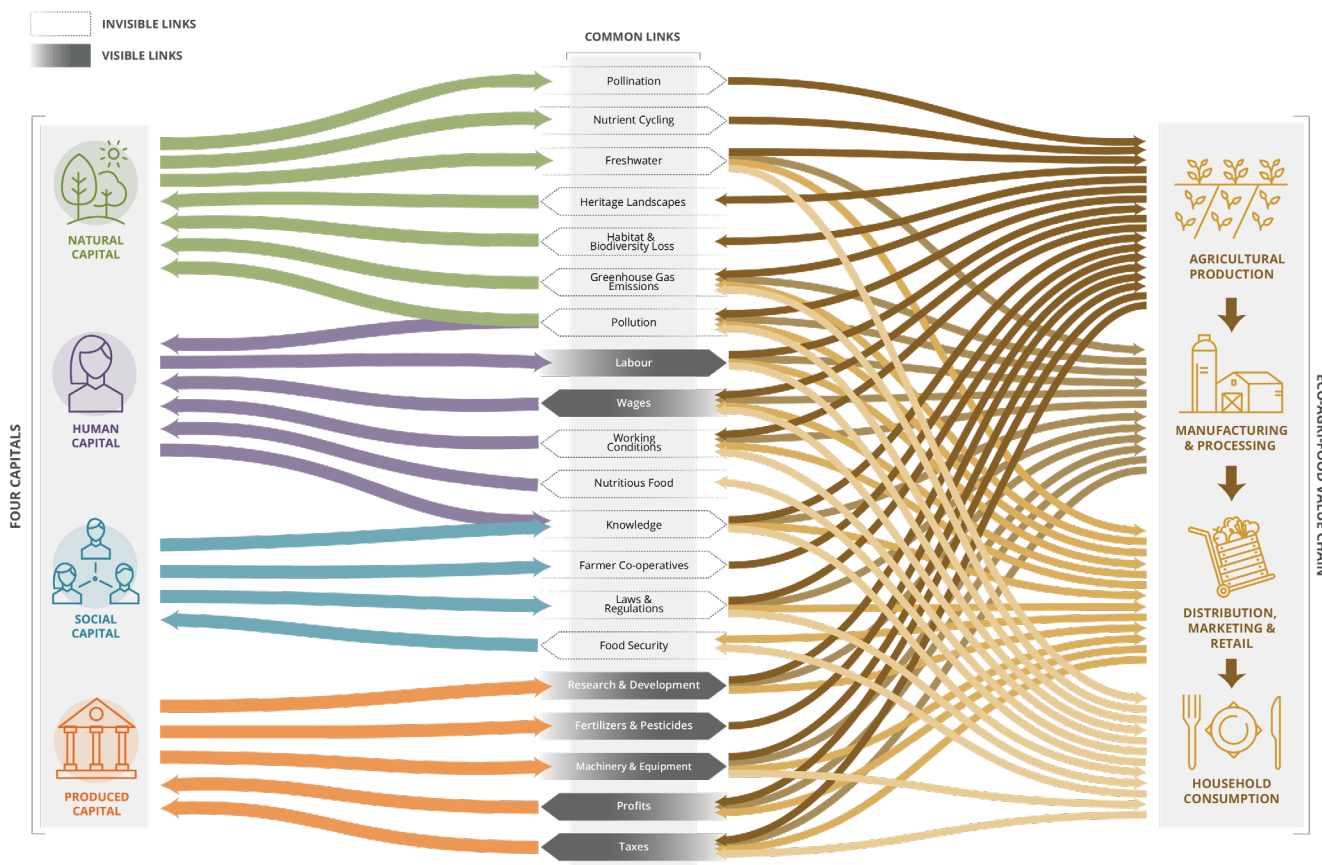 INVISIBLE LINKS
VISIBLE LINKS
COMMON LINKS
FOUR CAPITALS
NATURAL
CAPITAL
HUMAN
CAPITAL
SOCIAL
CAPITAL
PRODUCED
CAPITAL
Pollination
Nutrient Cycling
Freshwater
Heritage Landscapes
Habitat &
Biodiversity Loss
Greenhouse Gas
Emissions
Pollution
Labour
Wages
Working
Conditions
Nutritious Food
Knowledge
Farmer Co-operatives
Laws &
Regulations
Food Security
Research & Development
Fertilizers & Pesticides
Machinery & Equipment
Profits
Taxes
AGRICULTURAL
PRODUCTION
MANUFACTURING
& PROCESSING
DISTRIBUTION,
MARKETING &
RETAIL
HOUSEHOLD
CONSUMPTION